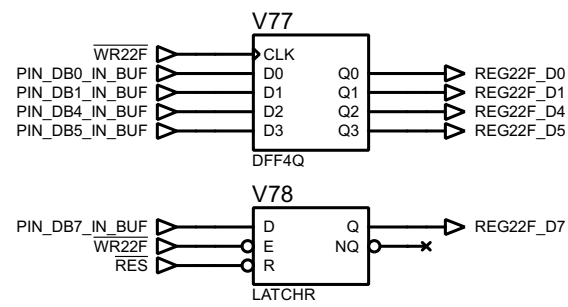 V77
WR22F CLK
PIN_DB0_IN_BUF D0 Q0 REG22F_D0
PIN_DB1_IN_BUF D1 Q1 REG22F_D1
PIN_DB4_IN_BUF D2 Q2 REG22F_D4
PIN_DB5_IN_BUF D3 Q3 REG22F_D5
DFF4Q
V78
PIN_DB7_IN_BUF D Q REG22F_D7
WR22F E NQ
RES R
LATCHR